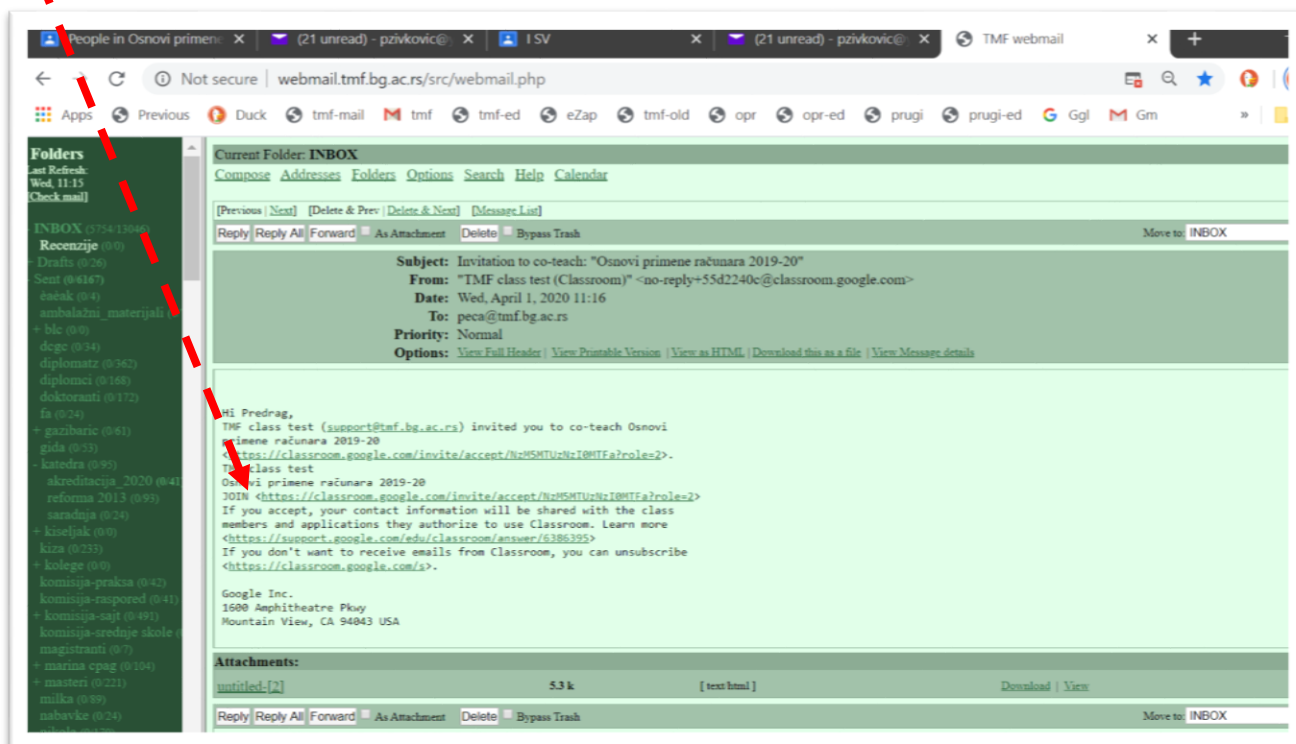 People in Osnovi primen (21 unread) - pzivkovic@ I SV (21 unread) - pzivkovic@ TMF webmail
Not secure | webmail.tmf.bg.ac.rs/src/webmail.php
Apps Previous Duck tmf-mail tmf tmf-ed eZap tmf-old opr opr-ed prugi prugi-ed Ggl Gm »
Folders
Last Refresh:
Wed, 11:15
[Check mail]
- INBOX (5754/13046)
Recenzije (0/0)
+ Drafts (0/26)
- Sent (0/6167)
èaèak (0/4)
ambalažni_materijali
+ blc (0/0)
dcgc (0/34)
diplomatz (0/362)
diplomci (0/168)
doktoranti (0/172)
fa (0/24)
+ gazibaric (0/61)
gida (0/53)
- katedra (0/95)
akreditacija_2020 (0/41
reforma 2013 (0/93)
saradnja (0/24)
+ kiseljak (0/0)
kiza (0/233)
+ kolege (0/0)
komisija-praksa (0/42)
komisija-raspored (0/41)
+ komisija-sajt (0/491)
komisija-srednje skole (
magistranti (0/7)
+ marina cpag (0/104)
+ masteri (0/221)
milka (0/89)
nabavke (0/24)
Current Folder: INBOX
Compose Addresses Folders Options Search Help Calendar
[Previous | Next] [Delete & Prev | Delete & Next] [Message List]
Reply Reply All Forward As Attachment Delete Bypass Trash Move to: INBOX
Subject: Invitation to co-teach: "Osnovi primene računara 2019-20"
From: "TMF class test (Classroom)" <no-reply+55d2240c@classroom.google.com>
Date: Wed, April 1, 2020 11:16
To: peca@tmf.bg.ac.rs
Priority: Normal
Options: View Full Header | View Printable Version | View as HTML | Download this as a file | View Message details
Hi Predrag,
TMF class test (support@tmf.bg.ac.rs) invited you to co-teach Osnovi
primene računara 2019-20
<https://classroom.google.com/invite/accept/NzM5MTUzNzI0MTFa?role=2>.
TMF class test
Osnovi primene računara 2019-20
JOIN <https://classroom.google.com/invite/accept/NzM5MTUzNzI0MTFa?role=2>
If you accept, your contact information will be shared with the class
members and applications they authorize to use Classroom. Learn more
<https://support.google.com/edu/classroom/answer/6386395>
If you don't want to receive emails from Classroom, you can unsubscribe
<https://classroom.google.com/s>.
Google Inc.
1600 Amphitheatre Pkwy
Mountain View, CA 94043 USA
Attachments:
untitled-[2] 5.3 k [ text/html ] Download | View
Reply Reply All Forward As Attachment Delete Bypass Trash Move to: INBOX